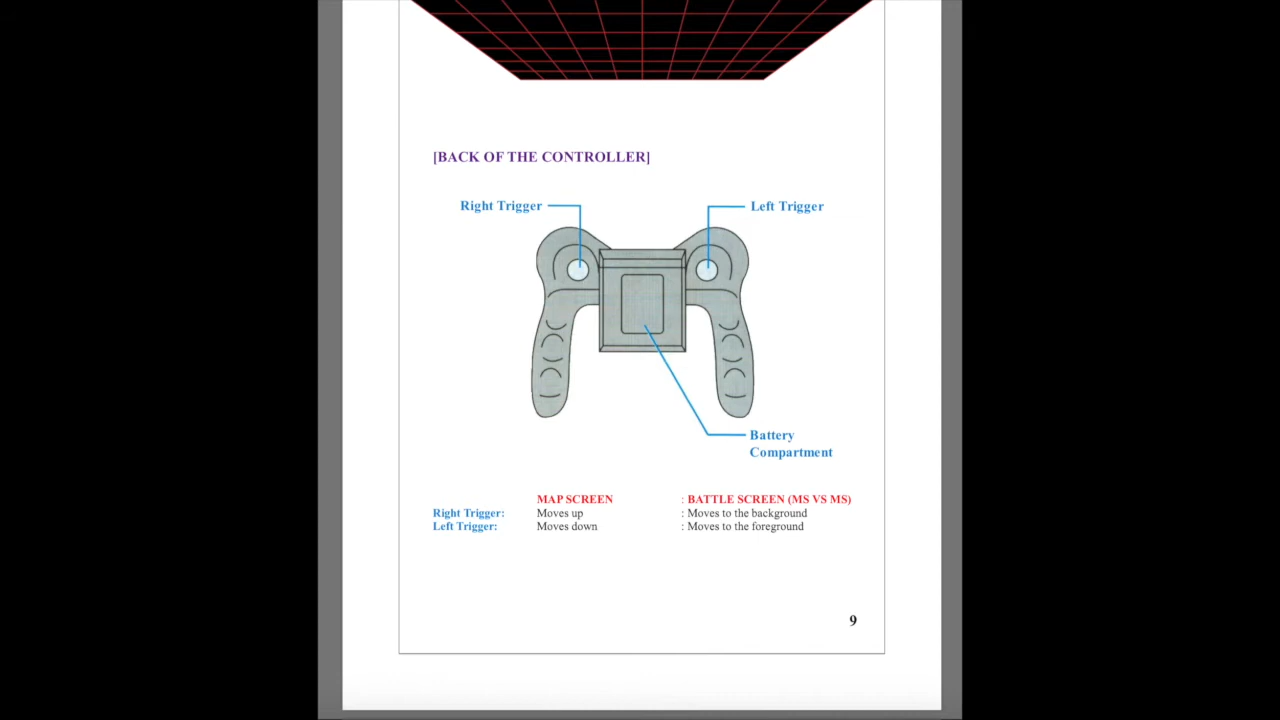 [BACK OF THE CONTROLLER]
Right Trigger
Left Trigger
Battery
Compartment
MAP SCREEN : BATTLE SCREEN (MS VS MS)
Right Trigger: Moves up : Moves to the background
Left Trigger: Moves down : Moves to the foreground
9